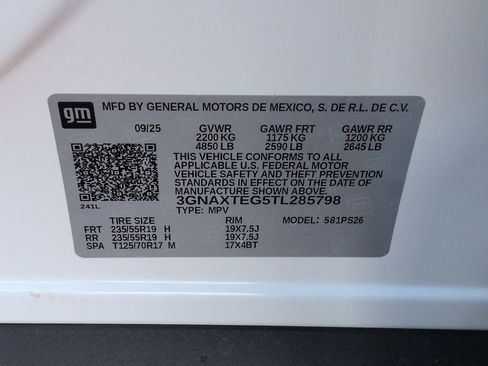 gm
MFD BY GENERAL MOTORS DE MEXICO, S. DE R.L. DE C.V.
09/25 GVWR GAWR FRT GAWR RR
2200 KG 1175 KG 1200 KG
4850 LB 2590 LB 2645 LB
THIS VEHICLE CONFORMS TO ALL
APPLICABLE U.S. FEDERAL MOTOR
VEHICLE SAFETY AND THEFT PREVENTION
STANDARDS IN EFFECT ON THE DATE
OF MANUFACTURE SHOWN ABOVE.
3GNAXTEG5TL285798
241L TYPE: MPV MODEL: 581PS26
TIRE SIZE RIM
FRT 235/55R19 H 19X7.5J
RR 235/55R19 H 19X7.5J
SPA T125/70R17 M 17X4BT